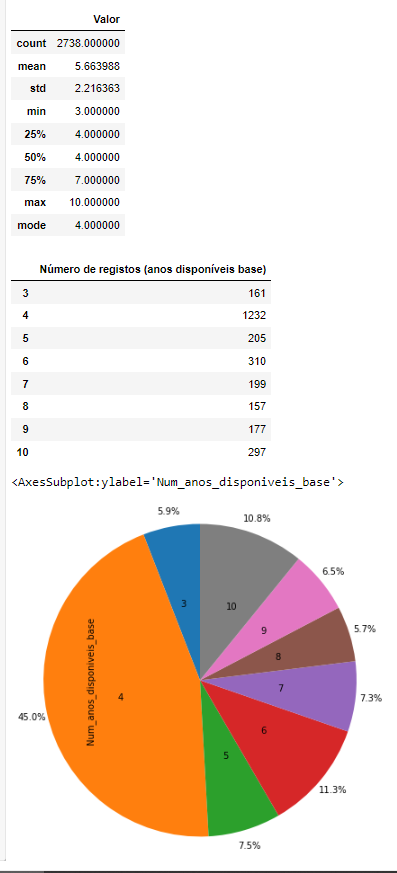 Valor
count 2738.000000
mean 5.663988
std 2.216363
min 3.000000
25% 4.000000
50% 4.000000
75% 7.000000
max 10.000000
mode 4.000000
Número de registos (anos disponíveis base)
3 161
4 1232
5 205
6 310
7 199
8 157
9 177
10 297
<AxesSubplot:ylabel='Num_anos_disponiveis_base'>
5.9%
10.8%
6.5%
5.7%
7.3%
11.3%
7.5%
45.0%
Num_anos_disponiveis_base
3
10
9
8
7
6
5
4